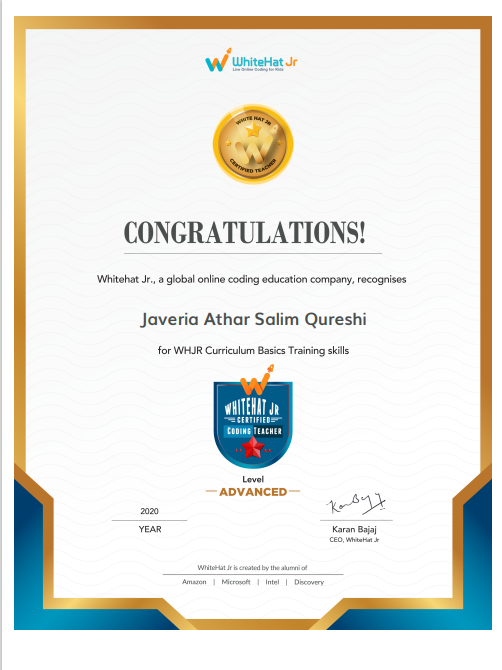 WhiteHat Jr
Live Online Coding for Kids
WHITE HAT JR
W
CERTIFIED TEACHER
CONGRATULATIONS!
Whitehat Jr., a global online coding education company, recognises
Javeria Athar Salim Qureshi
for WHJR Curriculum Basics Training skills
WHITEHAT JR
CERTIFIED
CODING TEACHER
Level
ADVANCED
2020
YEAR
Karan Bajaj
CEO, WhiteHat Jr
WhiteHat Jr is created by the alumni of
Amazon | Microsoft | Intel | Discovery